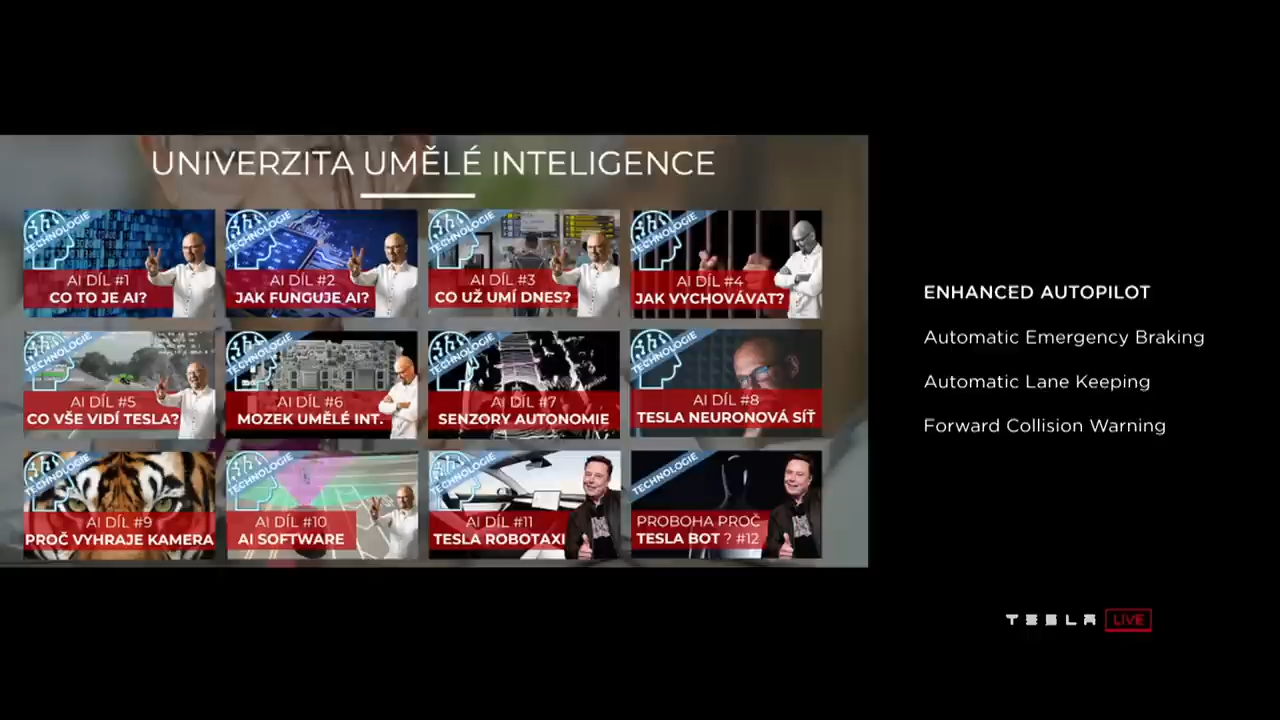 UNIVERZITA UMĚLÉ INTELIGENCE
TECHNOLOGIE
AI DÍL #1
CO TO JE AI?
TECHNOLOGIE
AI DÍL #2
JAK FUNGUJE AI?
TECHNOLOGIE
AI DÍL #3
CO UŽ UMÍ DNES?
TECHNOLOGIE
AI DÍL #4
JAK VYCHOVÁVAT?
TECHNOLOGIE
AI DÍL #5
CO VŠE VIDÍ TESLA?
TECHNOLOGIE
AI DÍL #6
MOZEK UMĚLÉ INT.
TECHNOLOGIE
AI DÍL #7
SENZORY AUTONOMIE
TECHNOLOGIE
AI DÍL #8
TESLA NEURONOVÁ SÍŤ
TECHNOLOGIE
AI DÍL #9
PROČ VYHRAJE KAMERA
TECHNOLOGIE
AI DÍL #10
AI SOFTWARE
TECHNOLOGIE
AI DÍL #11
TESLA ROBOTAXI
TECHNOLOGIE
PROBOHA PROČ
TESLA BOT ? #12
ENHANCED AUTOPILOT
Automatic Emergency Braking
Automatic Lane Keeping
Forward Collision Warning
TESLA LIVE